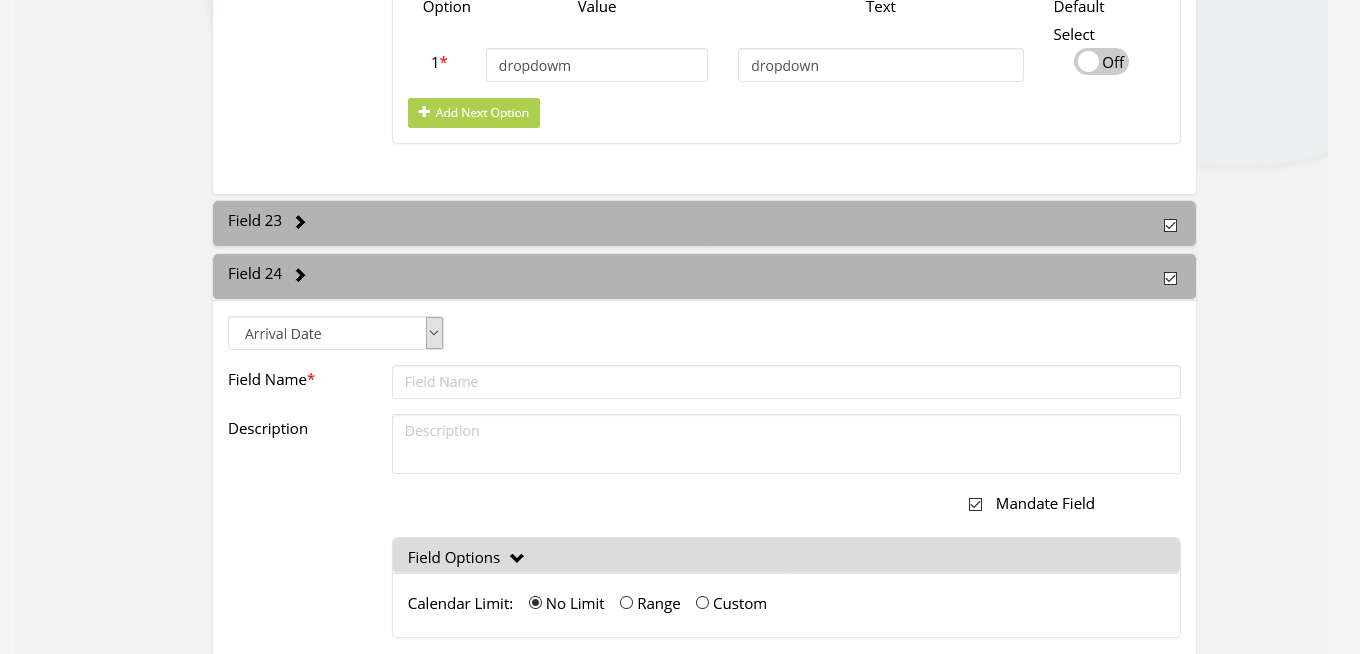 Option Value Text Default
Select
1* dropdowm dropdown Off
Add Next Option
Field 23
Field 24
Arrival Date
Field Name* Field Name
Description Description
Mandate Field
Field Options
Calendar Limit: No Limit Range Custom